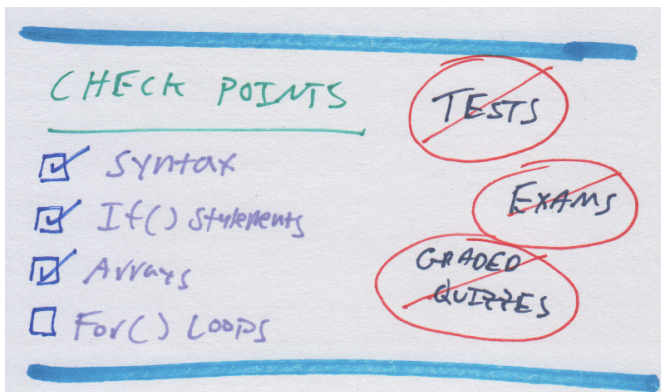 CHECK POINTS
Syntax
If() Statements
Arrays
For() Loops
TESTS
EXAMS
GRADED
QUIZZES